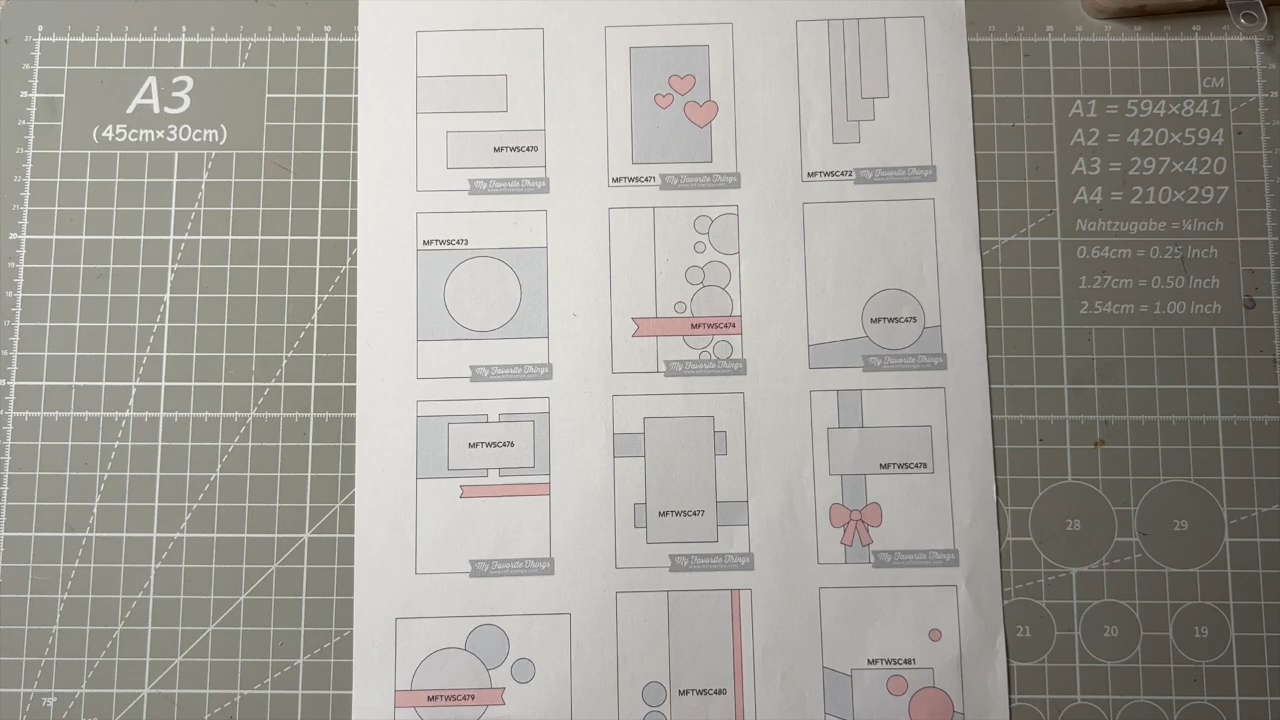 A3
(45cm×30cm)
CM
A1 = 594×841
A2 = 420×594
A3 = 297×420
A4 = 210×297
Nahtzugabe =¼Inch
0.64cm = 0.25 Inch
1.27cm = 0.50 Inch
2.54cm = 1.00 Inch
MFTWSC470
My Favorite Things
MFTWSC471
My Favorite Things
MFTWSC472
My Favorite Things
MFTWSC473
My Favorite Things
MFTWSC474
My Favorite Things
MFTWSC475
My Favorite Things
MFTWSC476
My Favorite Things
MFTWSC477
My Favorite Things
MFTWSC478
My Favorite Things
MFTWSC479
MFTWSC480
MFTWSC481
28
29
21
20
19
75°